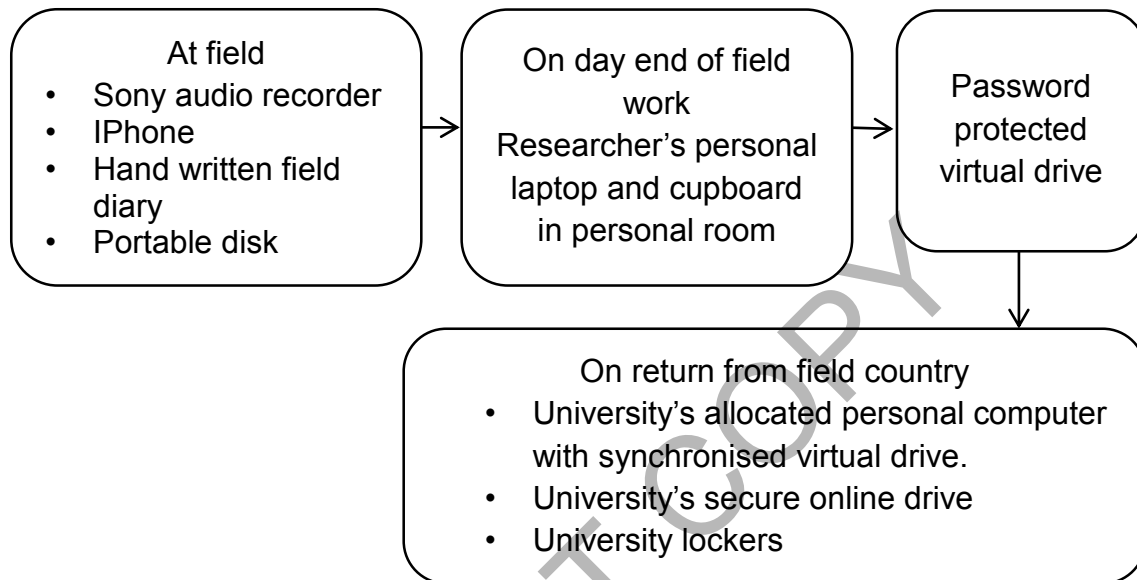 At field
• Sony audio recorder
• IPhone
• Hand written field
diary
• Portable disk
On day end of field
work
Researcher’s personal
laptop and cupboard
in personal room
Password
protected
virtual drive
On return from field country
• University’s allocated personal computer
with synchronised virtual drive.
• University’s secure online drive
• University lockers
T COPY